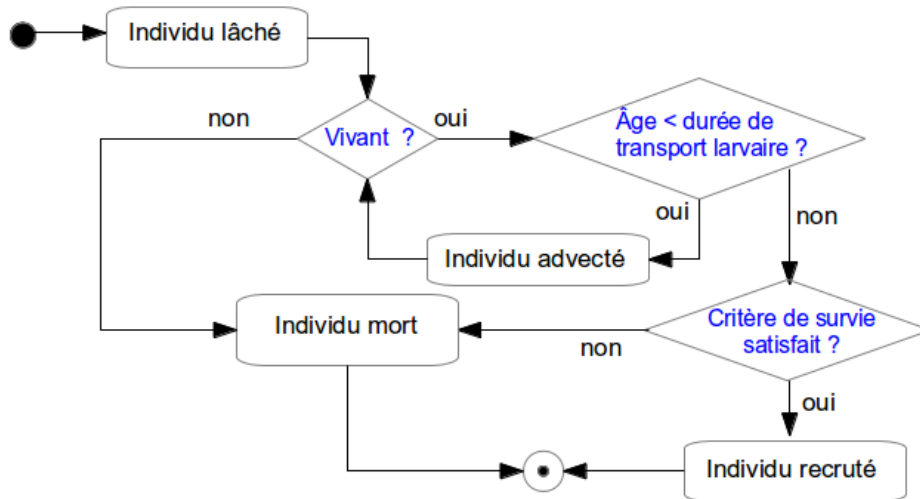 Individu lâché
non
Vivant ?
oui
Âge < durée de
transport larvaire ?
oui
non
Individu advecté
Individu mort
non
Critère de survie
satisfait ?
oui
Individu recruté